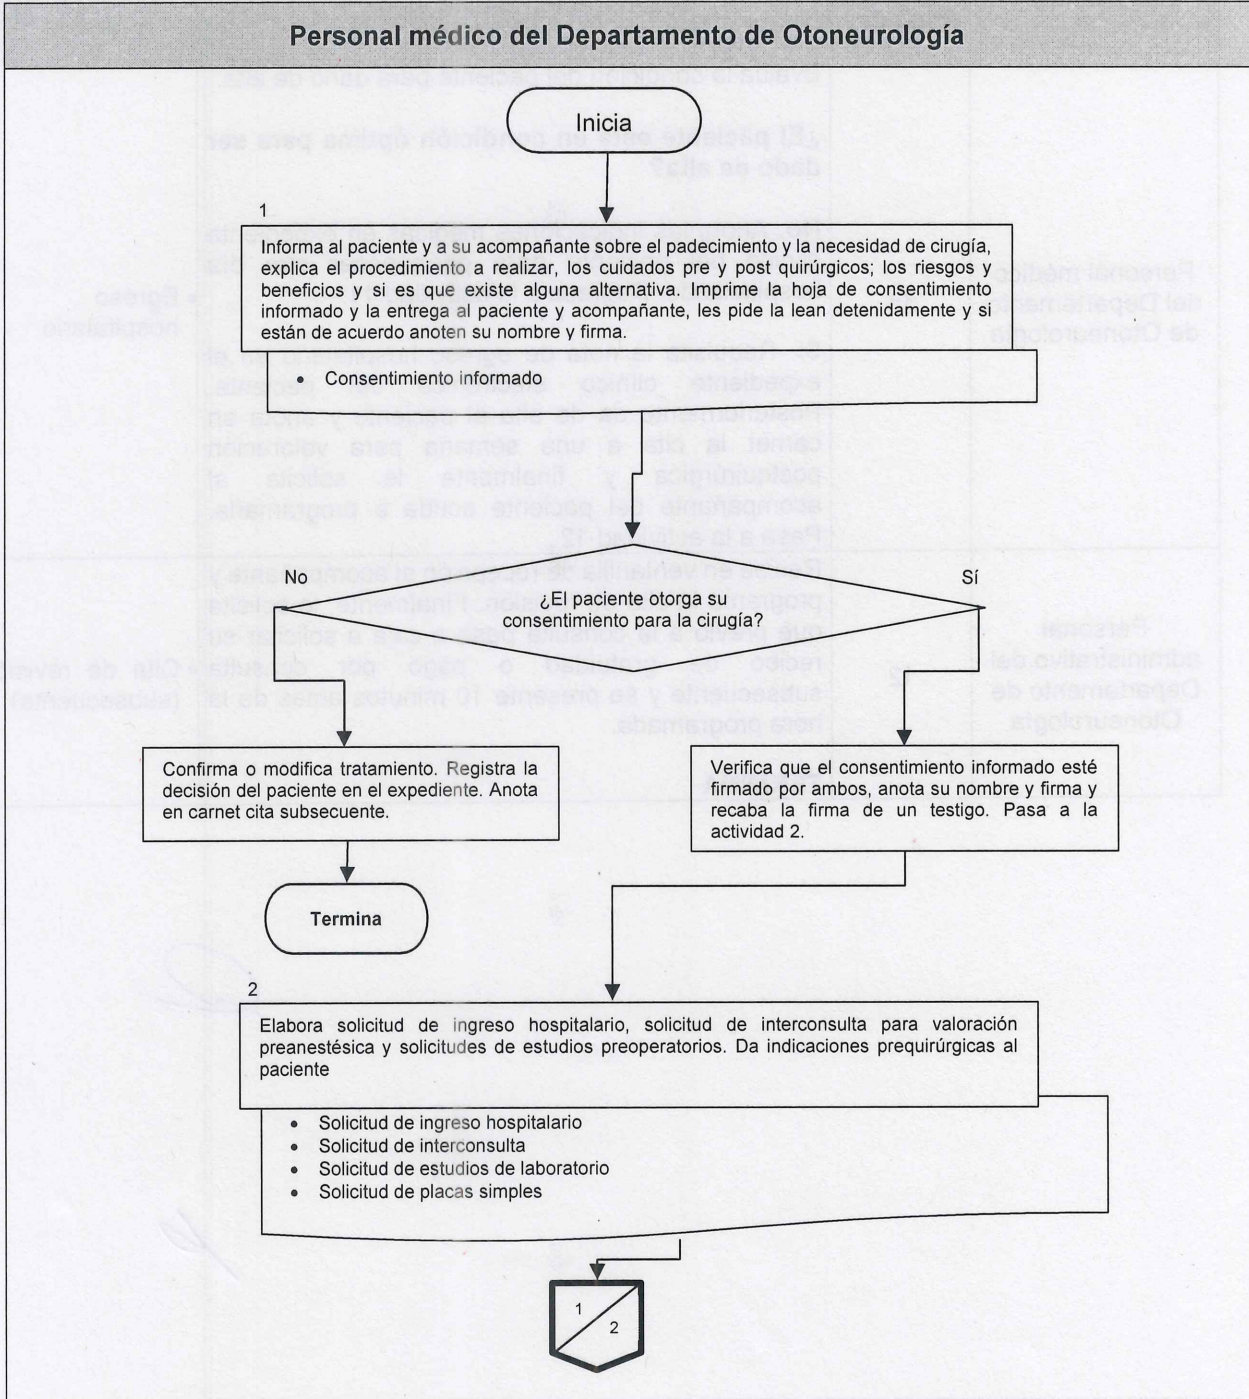 Personal médico del Departamento de Otoneurología
Inicia
1
Informa al paciente y a su acompañante sobre el padecimiento y la necesidad de cirugía,
explica el procedimiento a realizar, los cuidados pre y post quirúrgicos; los riesgos y
beneficios y si es que existe alguna alternativa. Imprime la hoja de consentimiento
informado y la entrega al paciente y acompañante, les pide la lean detenidamente y si
están de acuerdo anoten su nombre y firma.
• Consentimiento informado
No
Sí
¿El paciente otorga su
consentimiento para la cirugía?
Confirma o modifica tratamiento. Registra la
decisión del paciente en el expediente. Anota
en carnet cita subsecuente.
Verifica que el consentimiento informado esté
firmado por ambos, anota su nombre y firma y
recaba la firma de un testigo. Pasa a la
actividad 2.
Termina
2
Elabora solicitud de ingreso hospitalario, solicitud de interconsulta para valoración
preanestésica y solicitudes de estudios preoperatorios. Da indicaciones prequirúrgicas al
paciente
• Solicitud de ingreso hospitalario
• Solicitud de interconsulta
• Solicitud de estudios de laboratorio
• Solicitud de placas simples
1
2